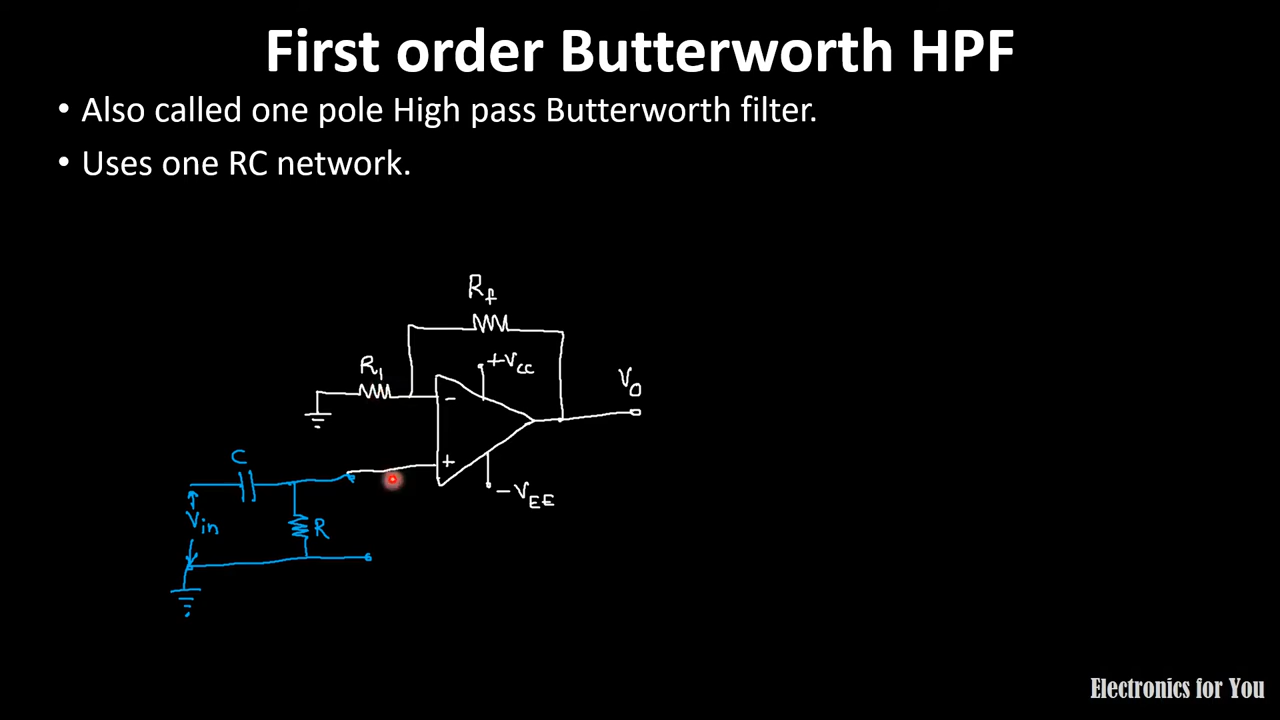 First order Butterworth HPF
• Also called one pole High pass Butterworth filter.
• Uses one RC network.
Rf
+VCC
R1
VO
-
+
C
-VEE
Vin
R
Electronics for You